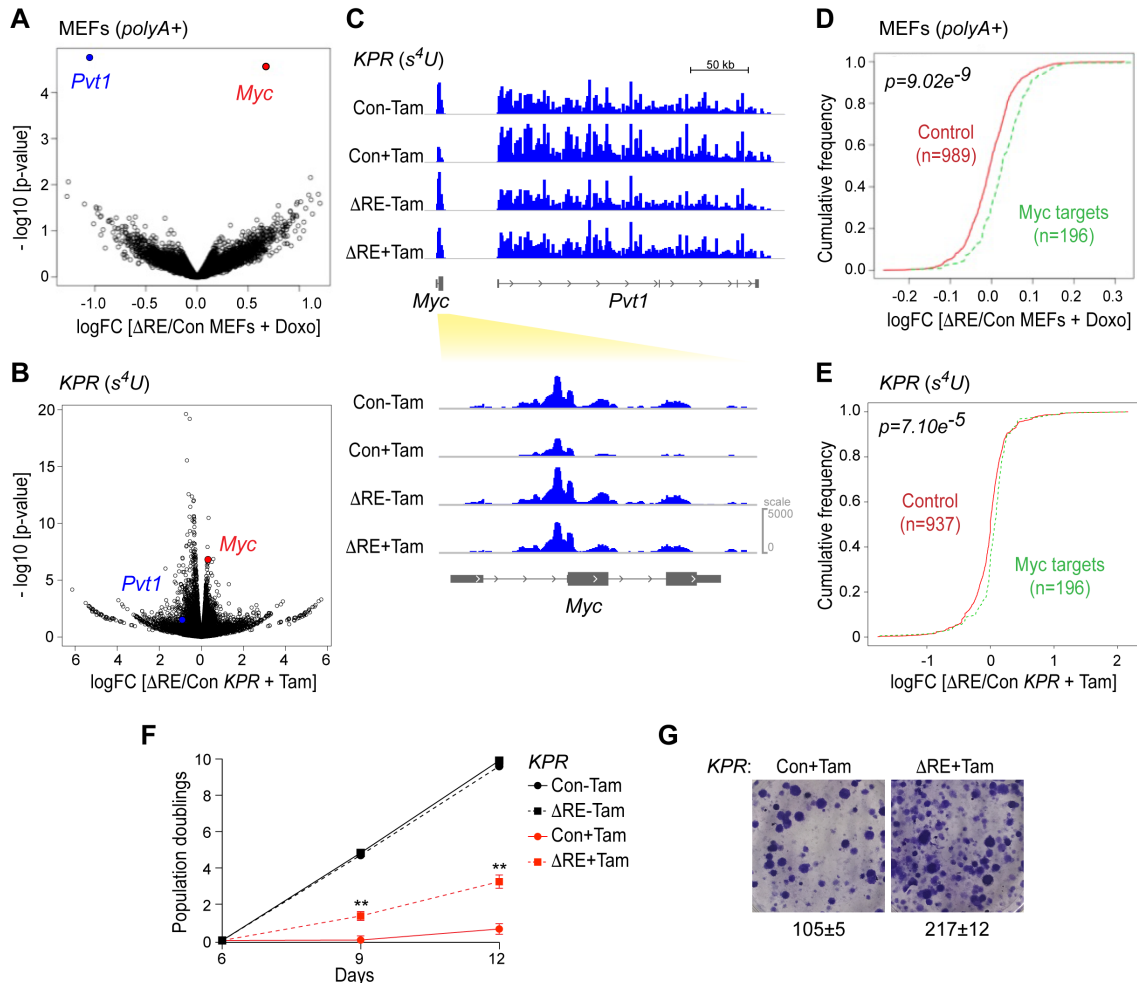 A
MEFs (polyA+)
Pvt1
Myc
5
4
3
2
1
0
- log10 [p-value]
-1.0
0.0
0.0
1.0
logFC [ΔRE/Con MEFs + Doxo]
B
KPR (s⁴U)
20
15
10
5
0
- log10 [p-value]
Myc
Pvt1
6
4
2
0
2
4
6
logFC [ΔRE/Con KPR + Tam]
C
KPR (s⁴U)
50 kb
Con-Tam
Con+Tam
ΔRE-Tam
ΔRE+Tam
Myc
Pvt1
Con-Tam
Con+Tam
ΔRE-Tam
ΔRE+Tam
scale
5000
0
Myc
D
MEFs (polyA+)
p=9.02e-9
Control
(n=989)
Myc targets
(n=196)
1.0
0.8
0.6
0.4
0.2
0.0
Cumulative frequency
-0.2
0.0
0.1
0.2
0.3
logFC [ΔRE/Con MEFs + Doxo]
E
KPR (s⁴U)
p=7.10e-5
Control
(n=937)
Myc targets
(n=196)
1.0
0.8
0.6
0.4
0.2
0
Cumulative frequency
-1
0
1
2
logFC [ΔRE/Con KPR + Tam]
F
10
8
6
4
2
0
Population doublings
6
9
12
Days
**
**
KPR
Con-Tam
ΔRE-Tam
Con+Tam
ΔRE+Tam
G
KPR: Con+Tam ΔRE+Tam
105±5 217±12